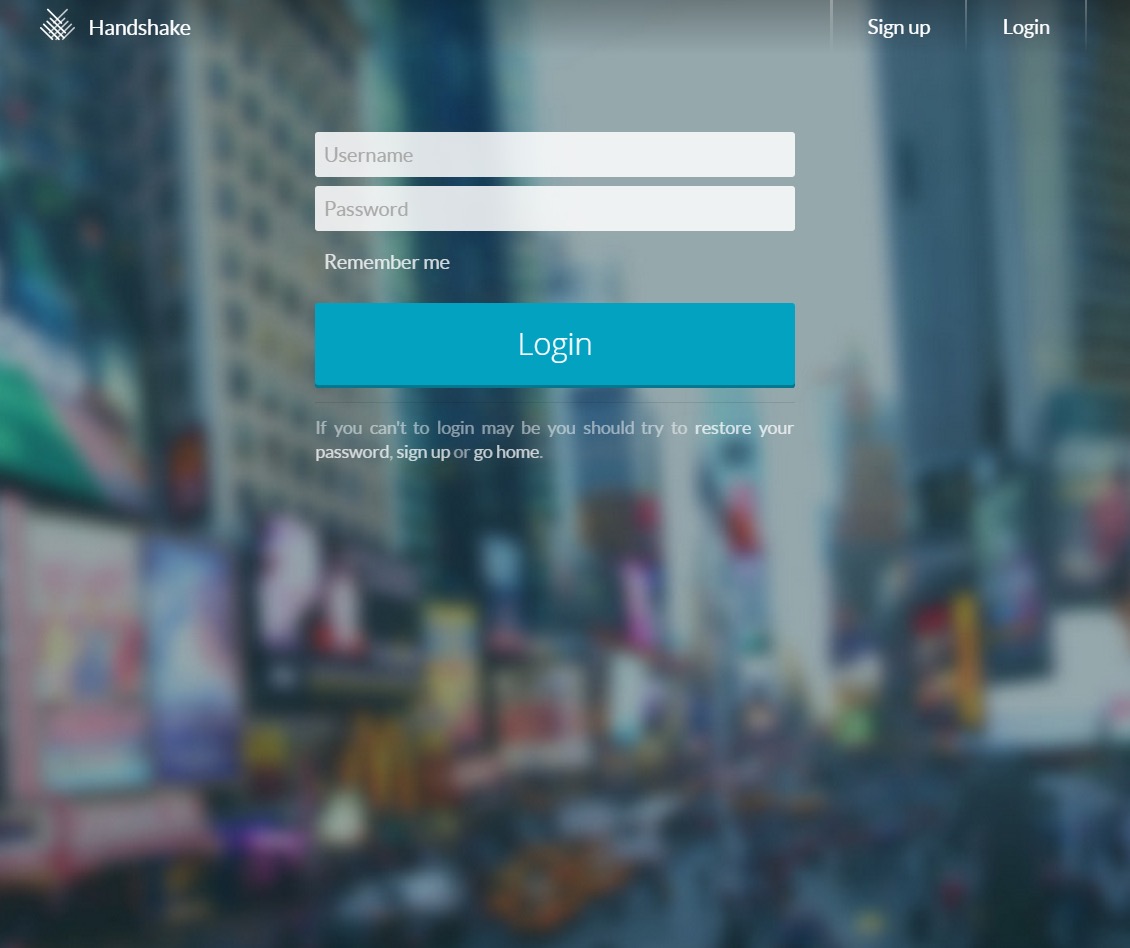 Handshake
Sign up
Login
Username
Password
Remember me
Login
If you can't to login may be you should try to restore your
password, sign up or go home.